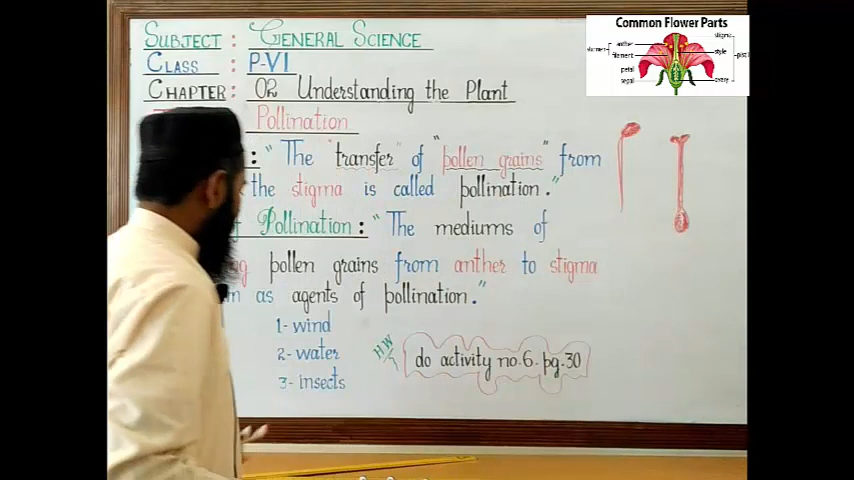 SUBJECT : GENERAL SCIENCE
CLASS : P-VI
CHAPTER: 02 Understanding the Plant
Pollination
: "The "transfer" of "pollen grains" from
the stigma is called pollination."
Pollination : "The mediums of
pollen grains from anther to stigma
as agents of pollination."
1- wind
2- water
3- insects
H.W
do activity no.6. pg.30
Common Flower Parts
stigma
anther
stamen
filament
style
pistil
petal
sepal
ovary